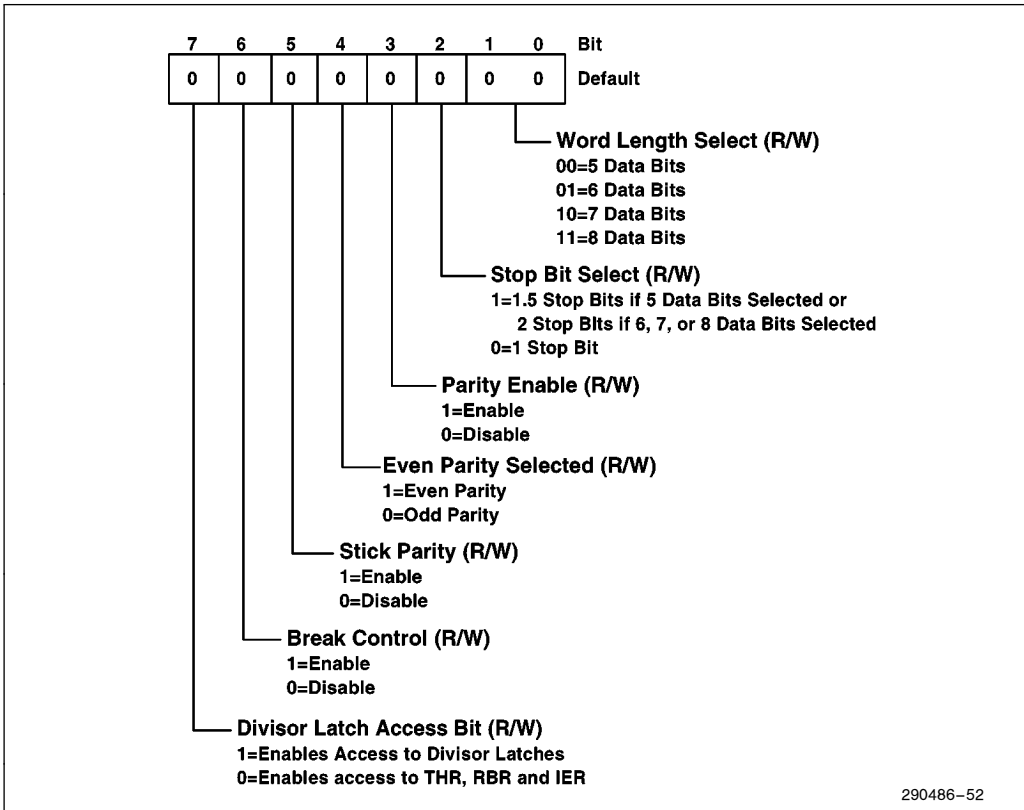 7 6 5 4 3 2 1 0 Bit
0 0 0 0 0 0 0 0 Default
Word Length Select (R/W)
00=5 Data Bits
01=6 Data Bits
10=7 Data Bits
11=8 Data Bits
Stop Bit Select (R/W)
1=1.5 Stop Bits if 5 Data Bits Selected or
2 Stop BIts if 6, 7, or 8 Data Bits Selected
0=1 Stop Bit
Parity Enable (R/W)
1=Enable
0=Disable
Even Parity Selected (R/W)
1=Even Parity
0=Odd Parity
Stick Parity (R/W)
1=Enable
0=Disable
Break Control (R/W)
1=Enable
0=Disable
Divisor Latch Access Bit (R/W)
1=Enables Access to Divisor Latches
0=Enables access to THR, RBR and IER
290486–52